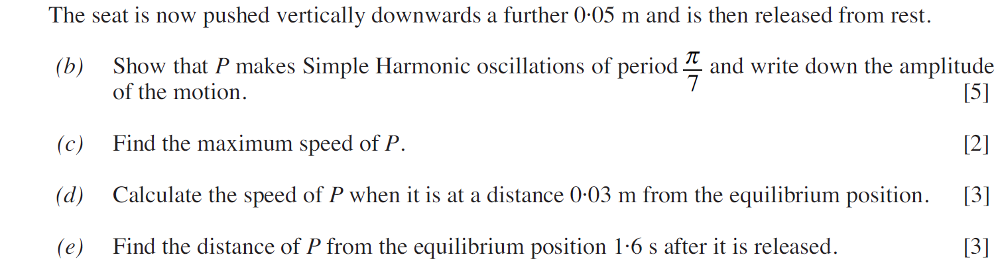 The seat is now pushed vertically downwards a further 0·05 m and is then released from rest.
(b) Show that P makes Simple Harmonic oscillations of period π/7 and write down the amplitude
of the motion. [5]
(c) Find the maximum speed of P. [2]
(d) Calculate the speed of P when it is at a distance 0·03 m from the equilibrium position. [3]
(e) Find the distance of P from the equilibrium position 1·6 s after it is released. [3]